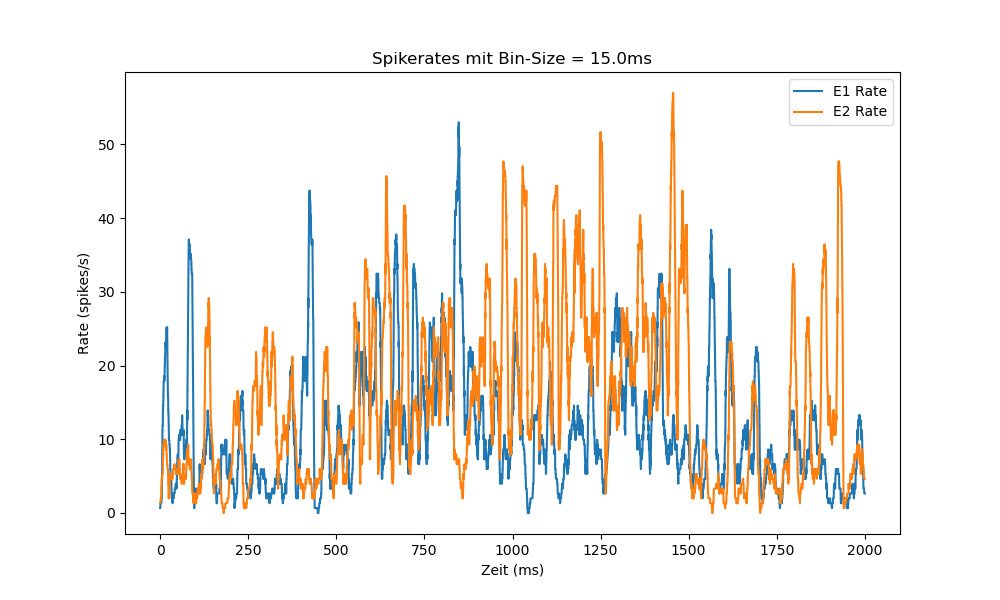 Spikerates mit Bin-Size = 15.0ms
E1 Rate
E2 Rate
Rate (spikes/s)
50
40
30
20
10
0
0 250 500 750 1000 1250 1500 1750 2000
Zeit (ms)